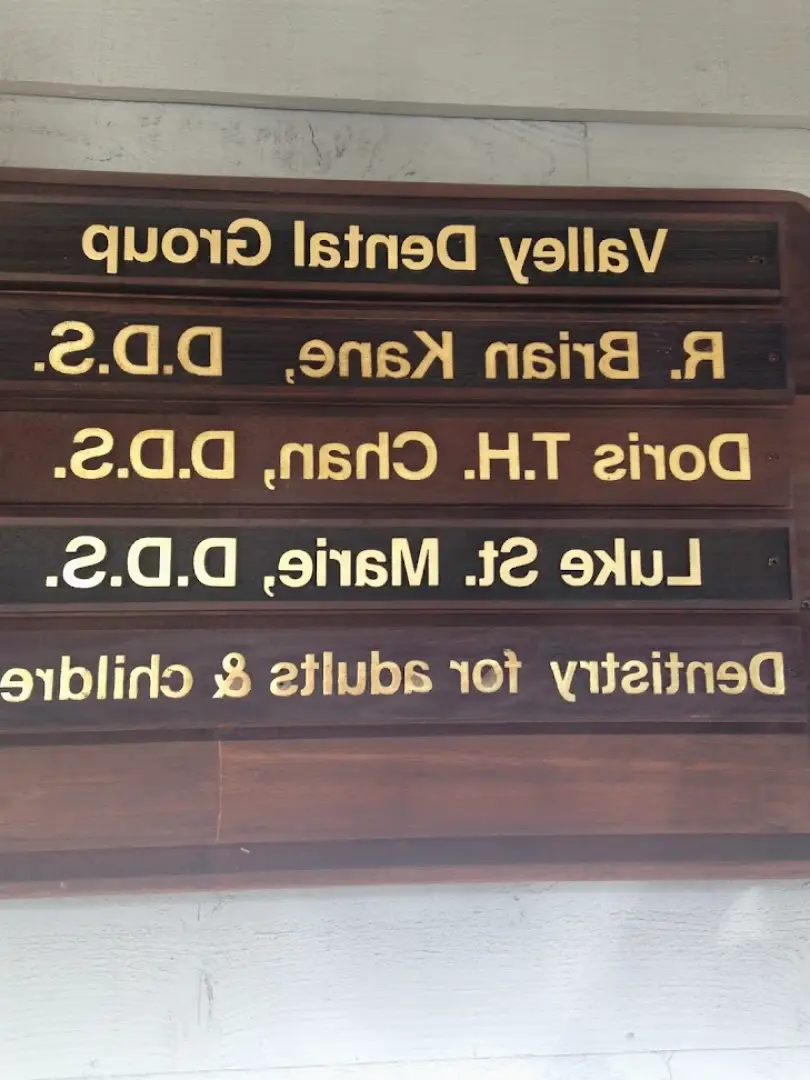 Valley Dental Group
R. Brian Kane, D.D.S.
Doris T.H. Chan, D.D.S.
Luke St. Marie, D.D.S.
Dentistry for adults & childre